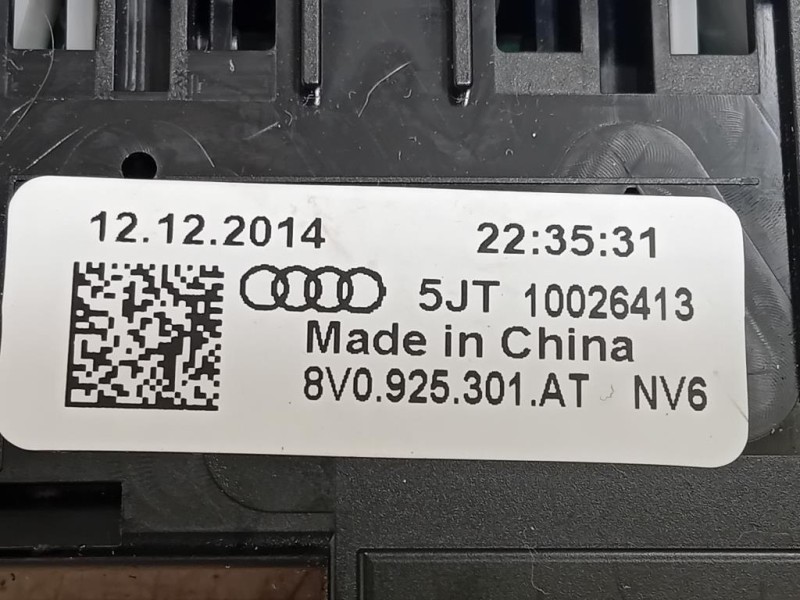 12.12.2014 22:35:31
5JT 10026413
Made in China
8V0.925.301.AT NV6